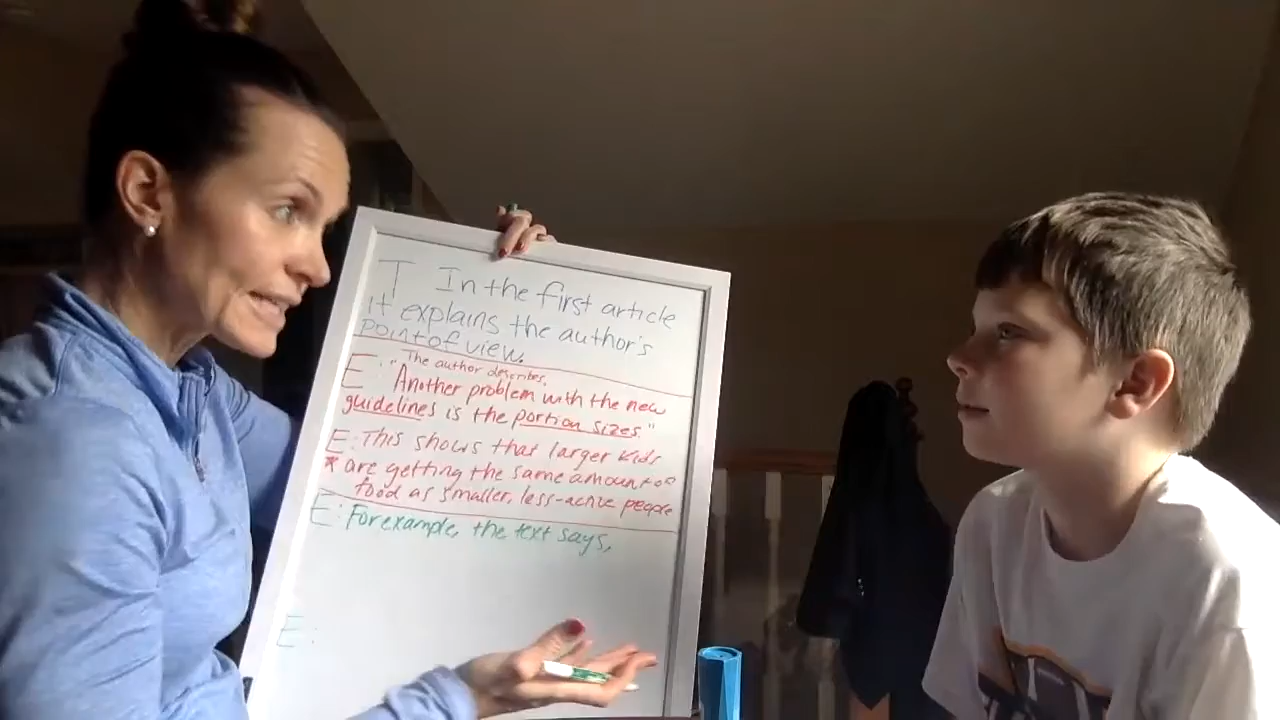 T In the first article
it explains the author's
point of view.
E: The author describes,
"Another problem with the new
guidelines is the portion sizes."
E: This shows that larger kids
* are getting the same amount of
food as smaller, less-active people
E: For example, the text says,
E: